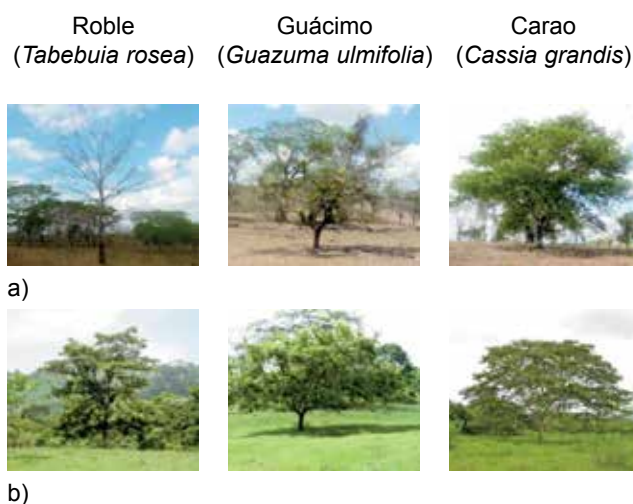 Roble Guácimo Carao
(Tabebuia rosea) (Guazuma ulmifolia) (Cassia grandis)
a)
b)